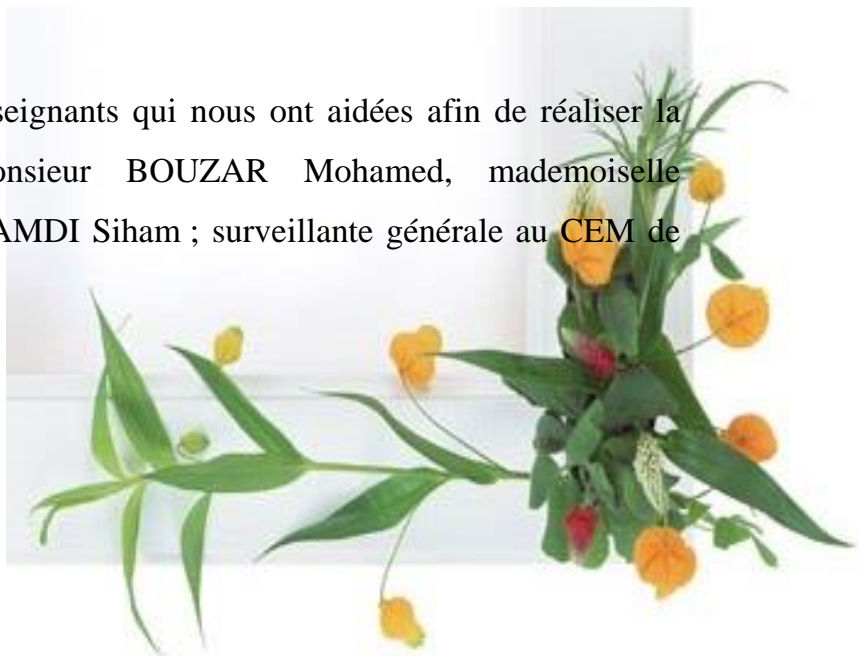 seignants qui nous ont aidées afin de réaliser la
onsieur BOUZAR Mohamed, mademoiselle
AMDI Siham ; surveillante générale au CEM de